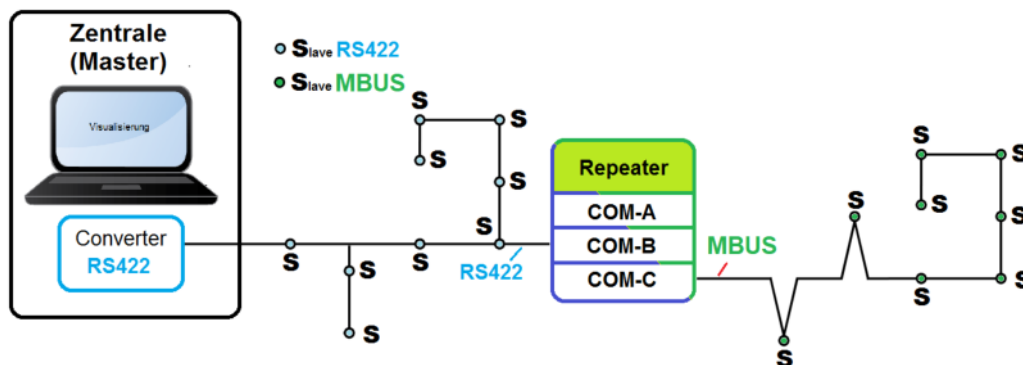 Zentrale
(Master)
Visualisierung
Converter
RS422
Slave RS422
Slave MBUS
S
S
S
S
S
S
S
S
S
RS422
Repeater
COM-A
COM-B
COM-C
MBUS
S
S
S
S
S
S
S
S